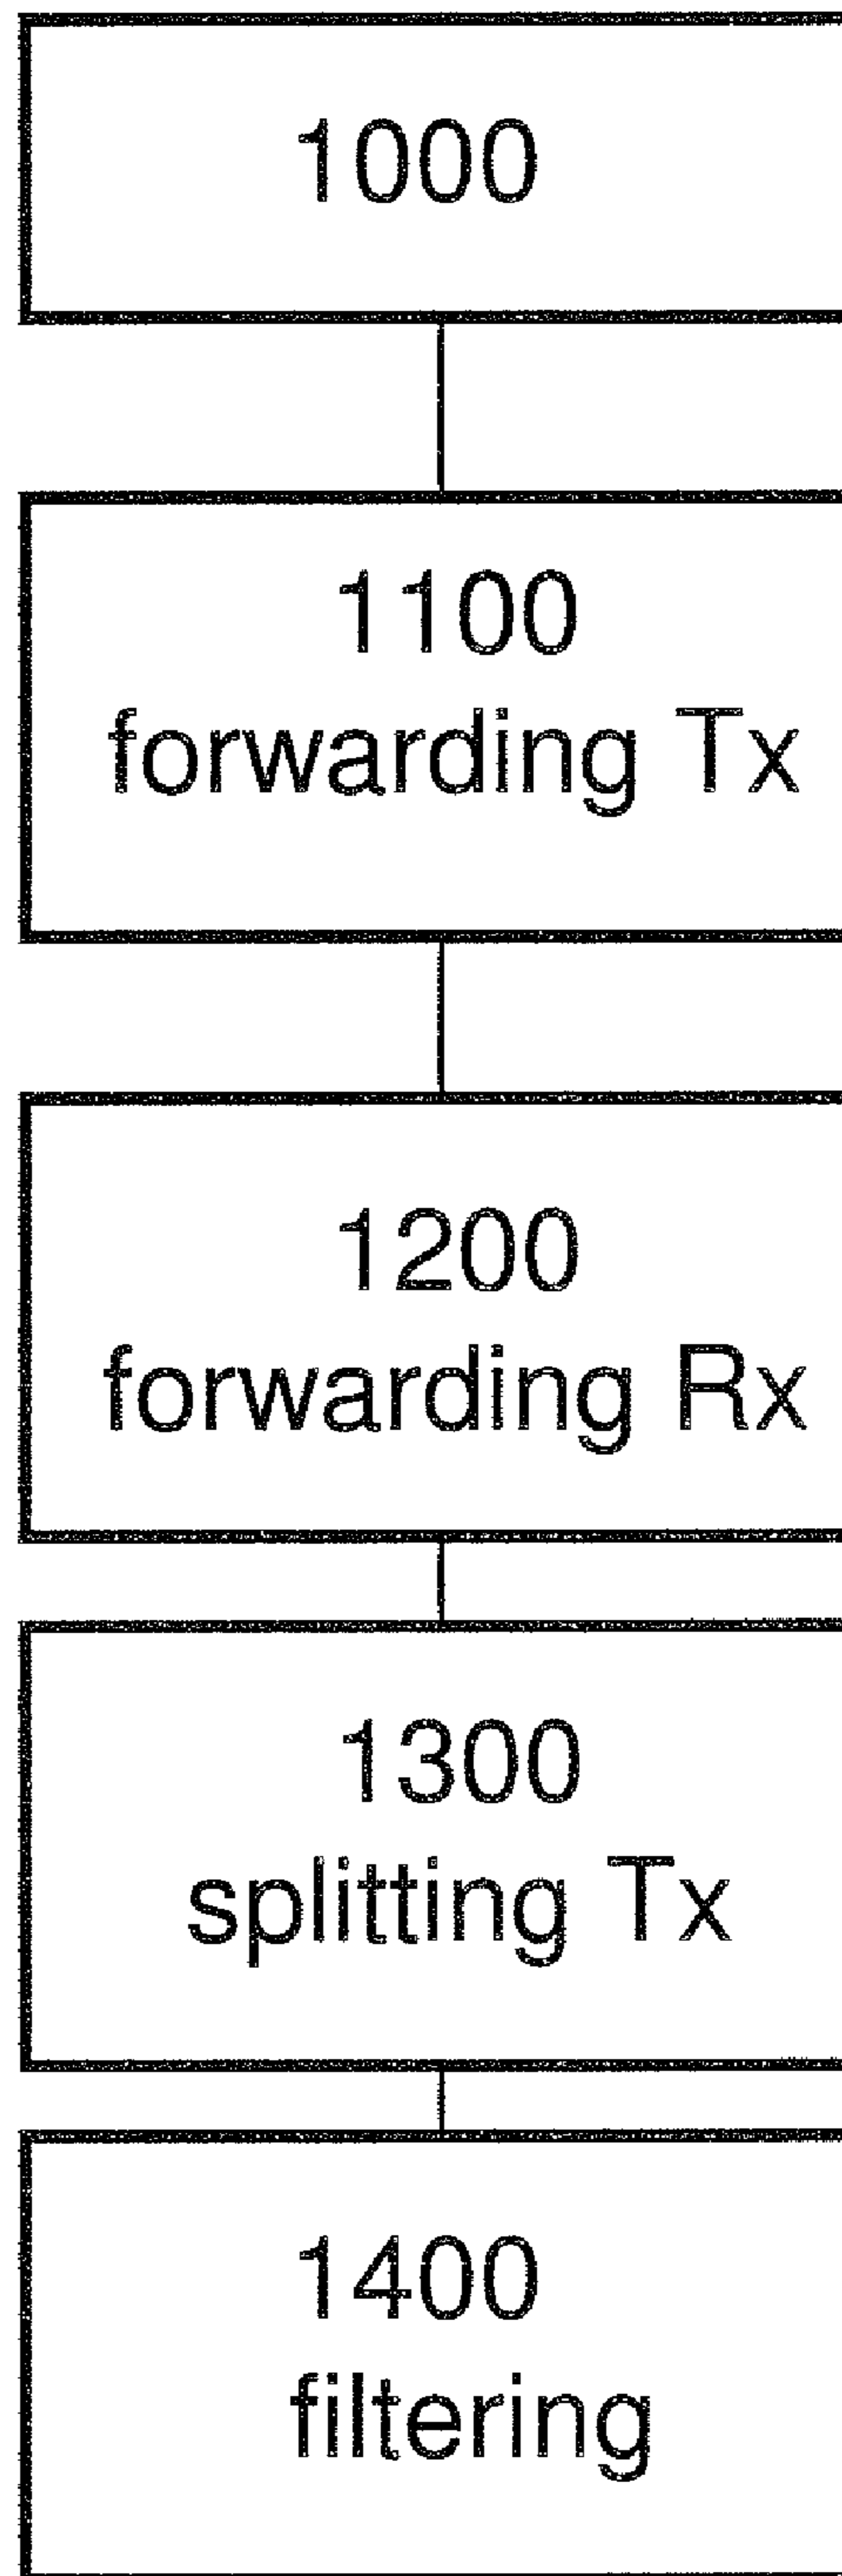 1000
1100
forwarding Tx
1200
forwarding Rx
1300
splitting Tx
1400
filtering